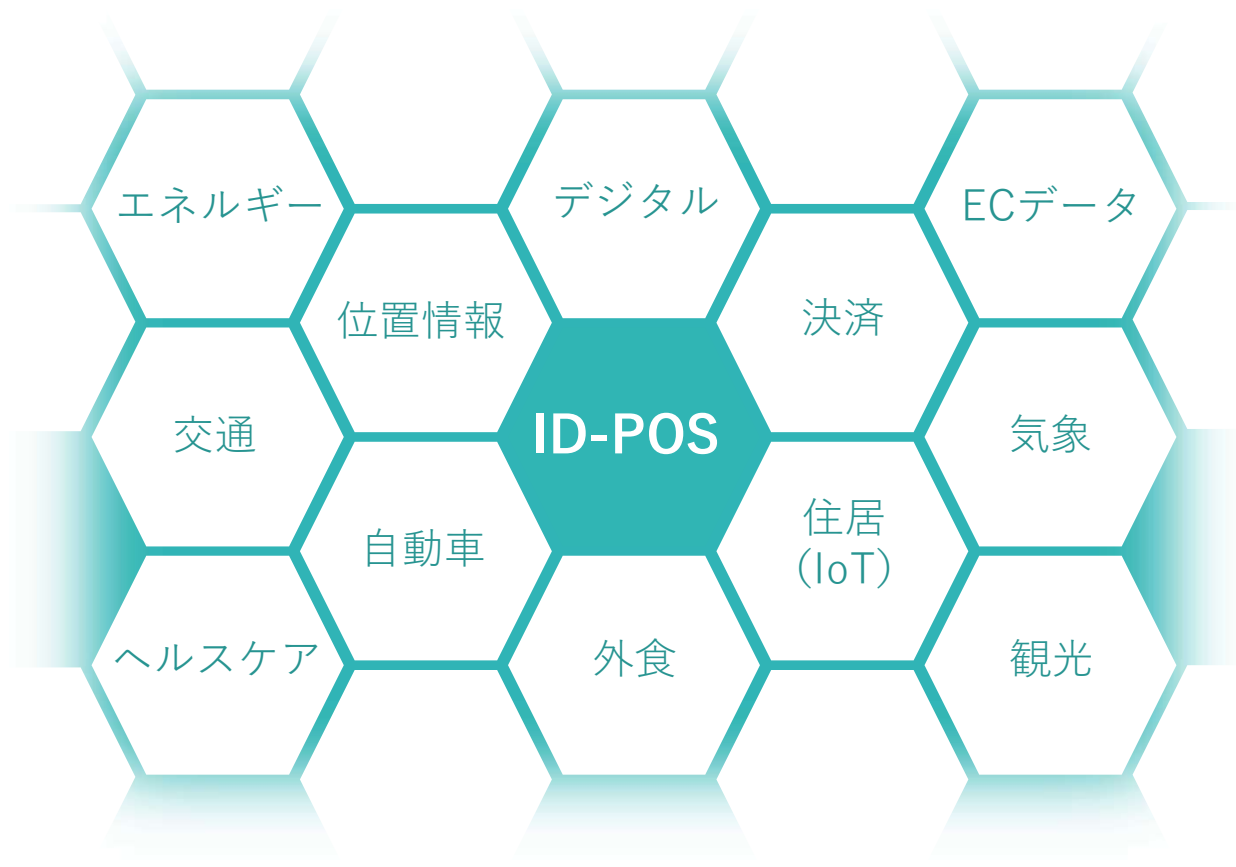 エネルギー
デジタル
ECデータ
位置情報
決済
交通
ID-POS
気象
自動車
住居
(IoT)
ヘルスケア
外食
観光